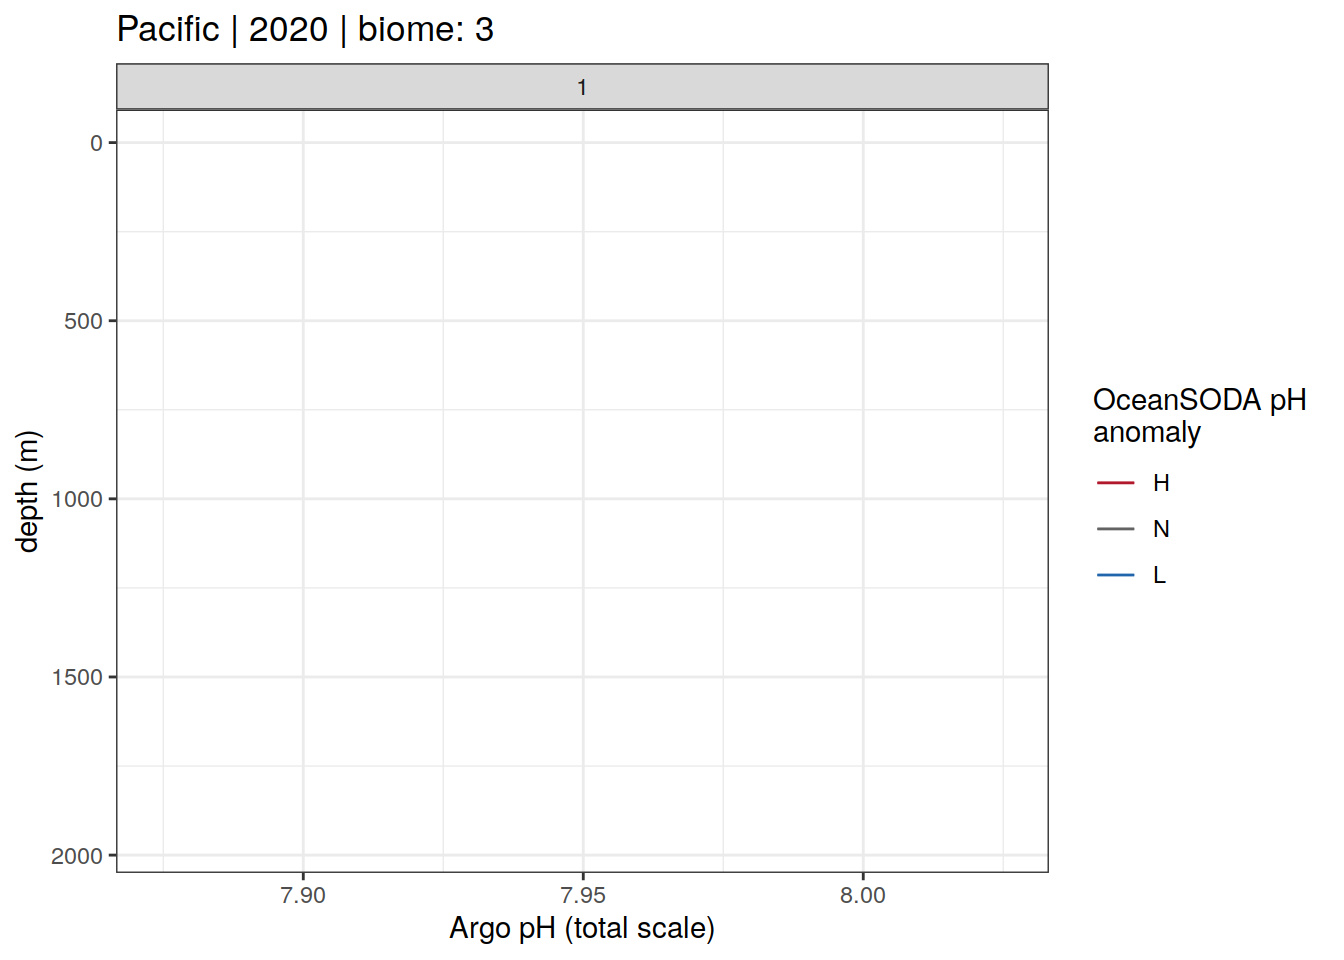 Pacific | 2020 | biome: 3
1
0
500
1000
1500
2000
depth (m)
7.90
7.95
8.00
Argo pH (total scale)
OceanSODA pH
anomaly
H
N
L